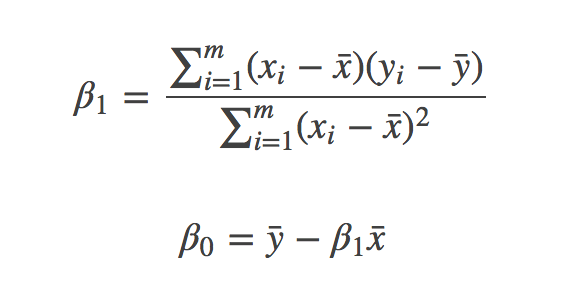 β₁ = ∑ᵢ₌₁ᵐ(xᵢ − x̄)(yᵢ − ȳ) / ∑ᵢ₌₁ᵐ(xᵢ − x̄)²
β₀ = ȳ − β₁x̄